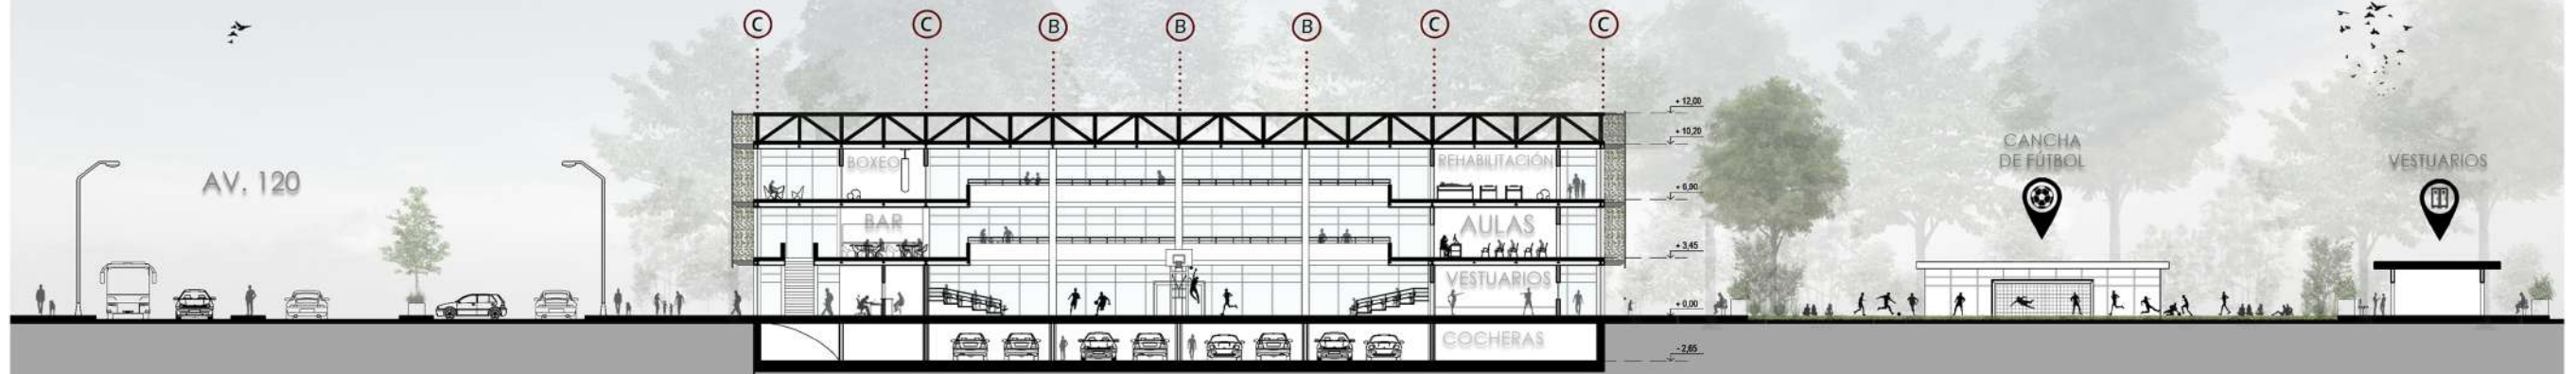 C
C
B
B
B
C
C
+ 12,00
+ 10,20
BOXEO
REHABILITACIÓN
AV. 120
+ 6,90
BAR
AULAS
+ 3,45
VESTUARIOS
+ 0,00
COCHERAS
- 2,65
CANCHA
DE FÚTBOL
VESTUARIOS